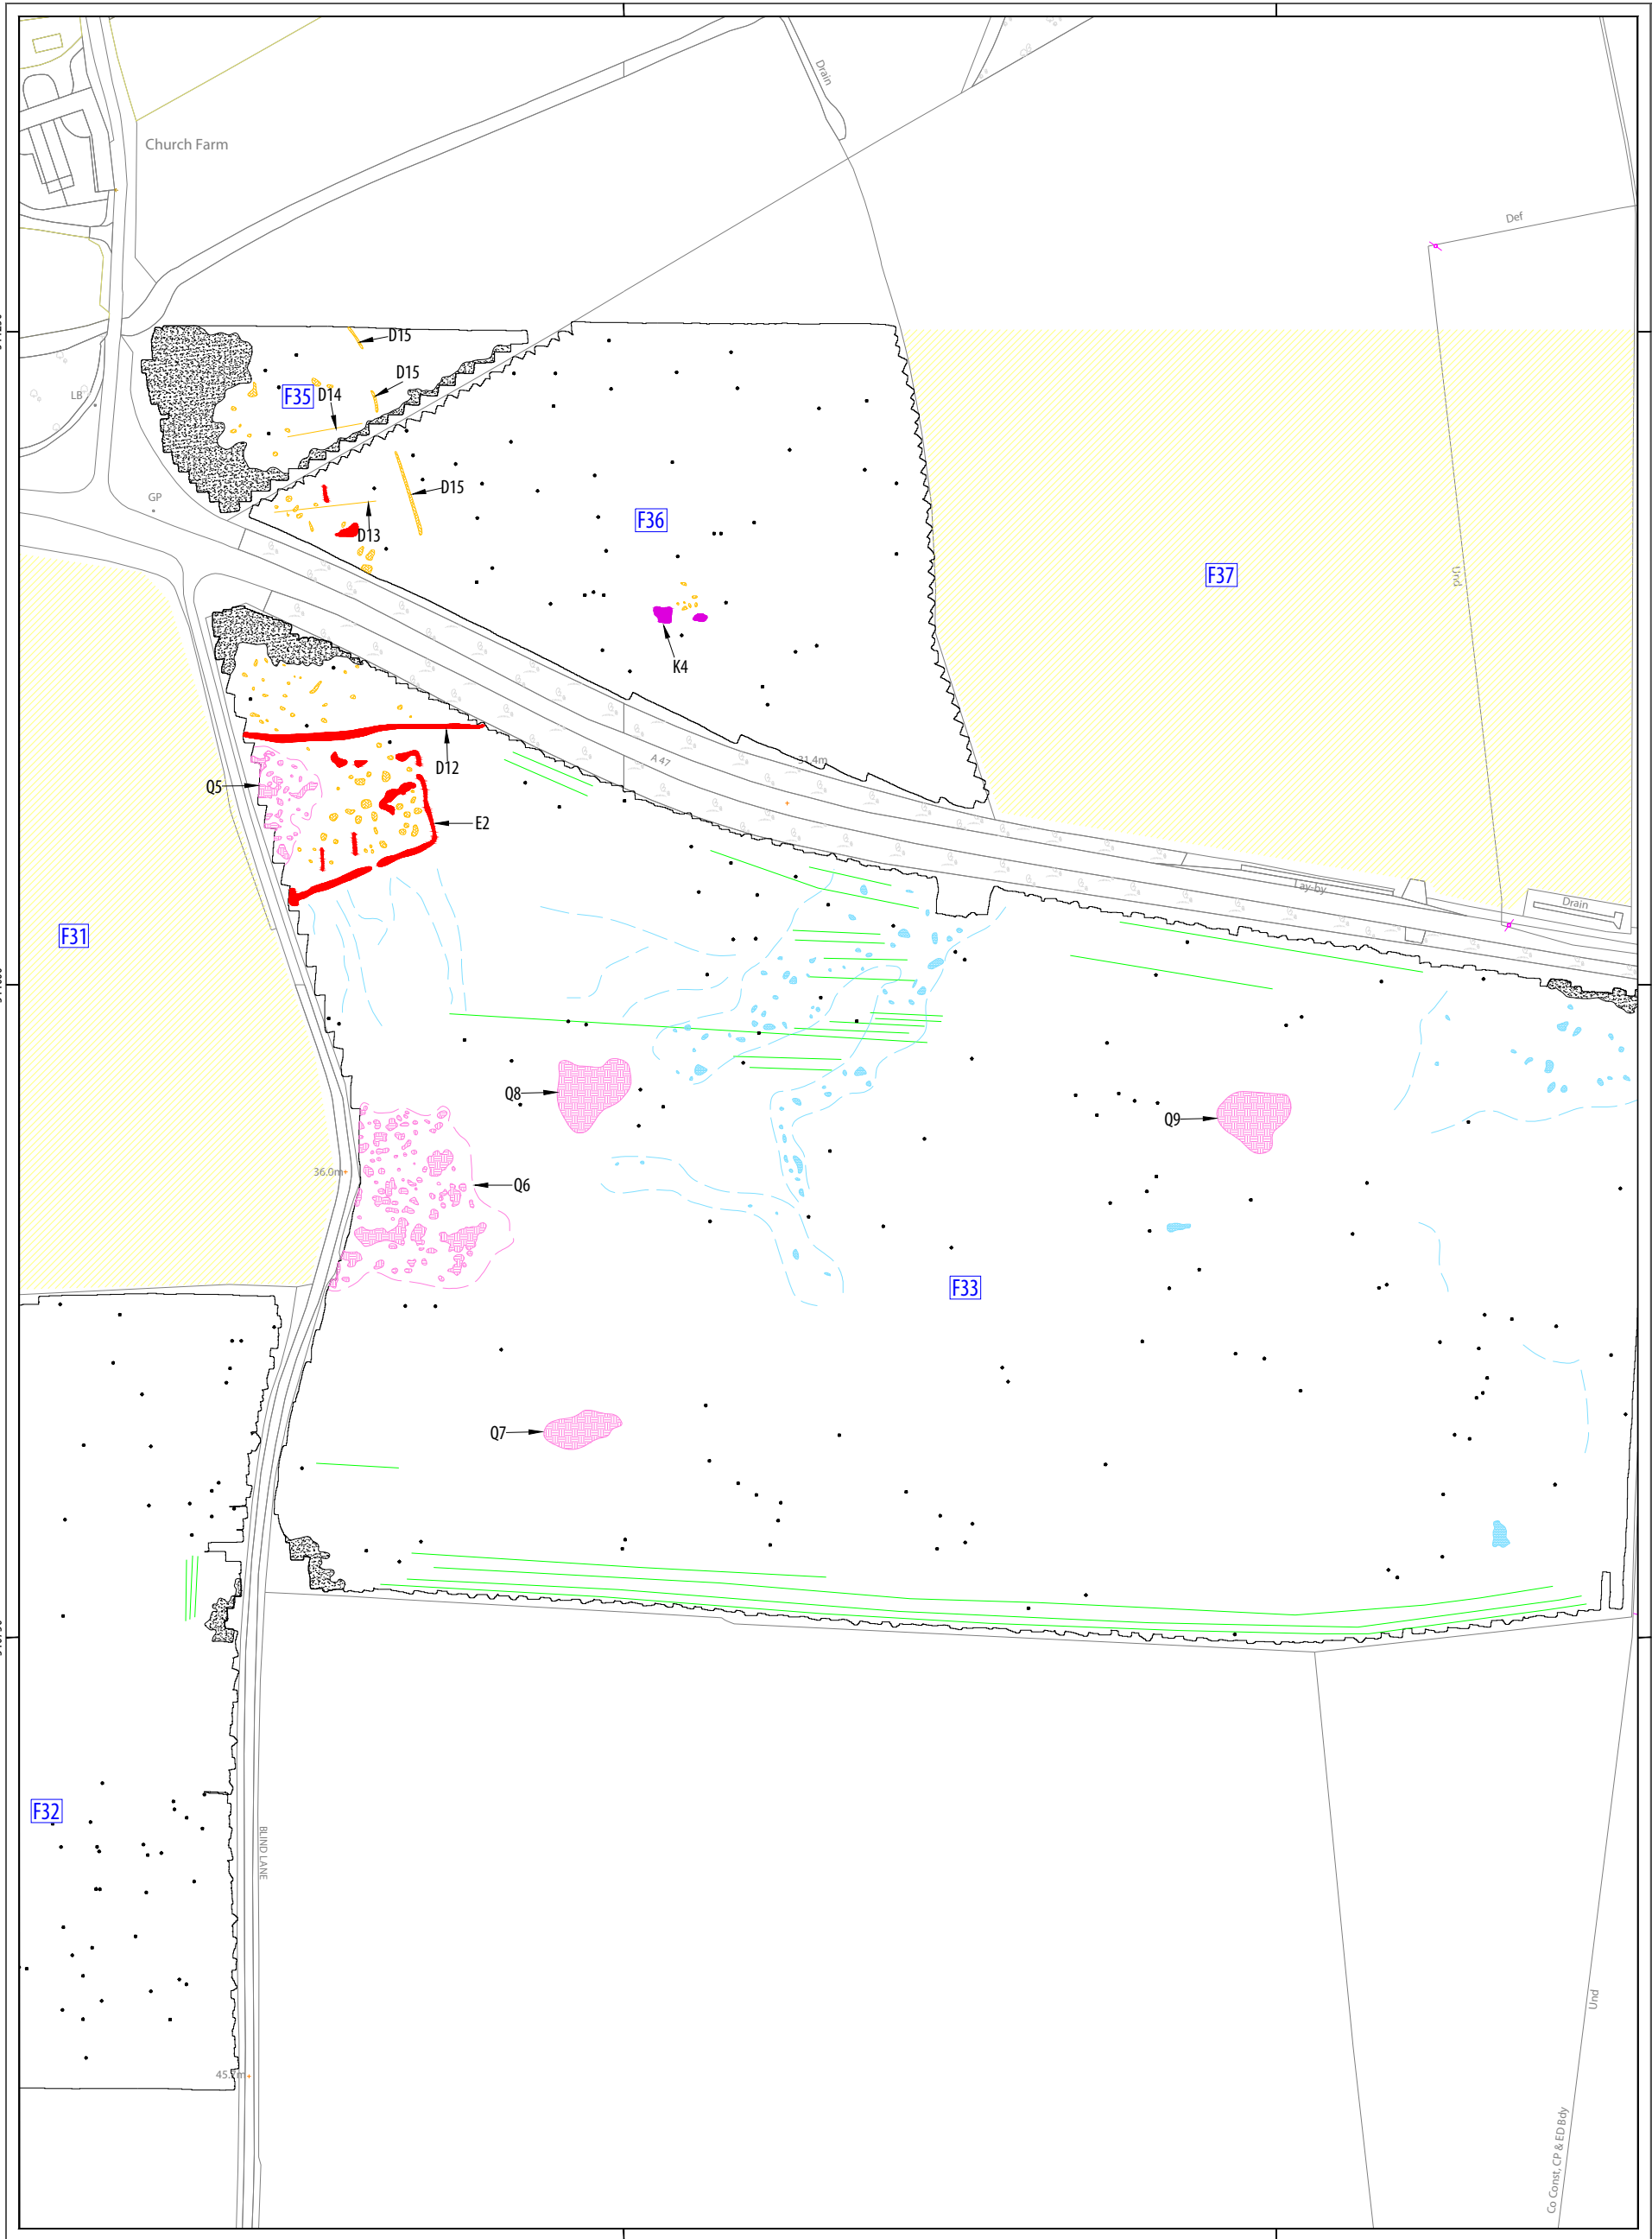 Drain
Church Farm
Def
D15
D15
F35
D14
LB
D15
GP
F36
D13
F37
Und
K4
D12
A 47
31.4m
Q5
E2
Lay-by
Drain
F31
Q8
Q9
36.0m
Q6
F33
Q7
F32
BLIND LANE
Und
45.2m
Co Const, CP & ED Bdy